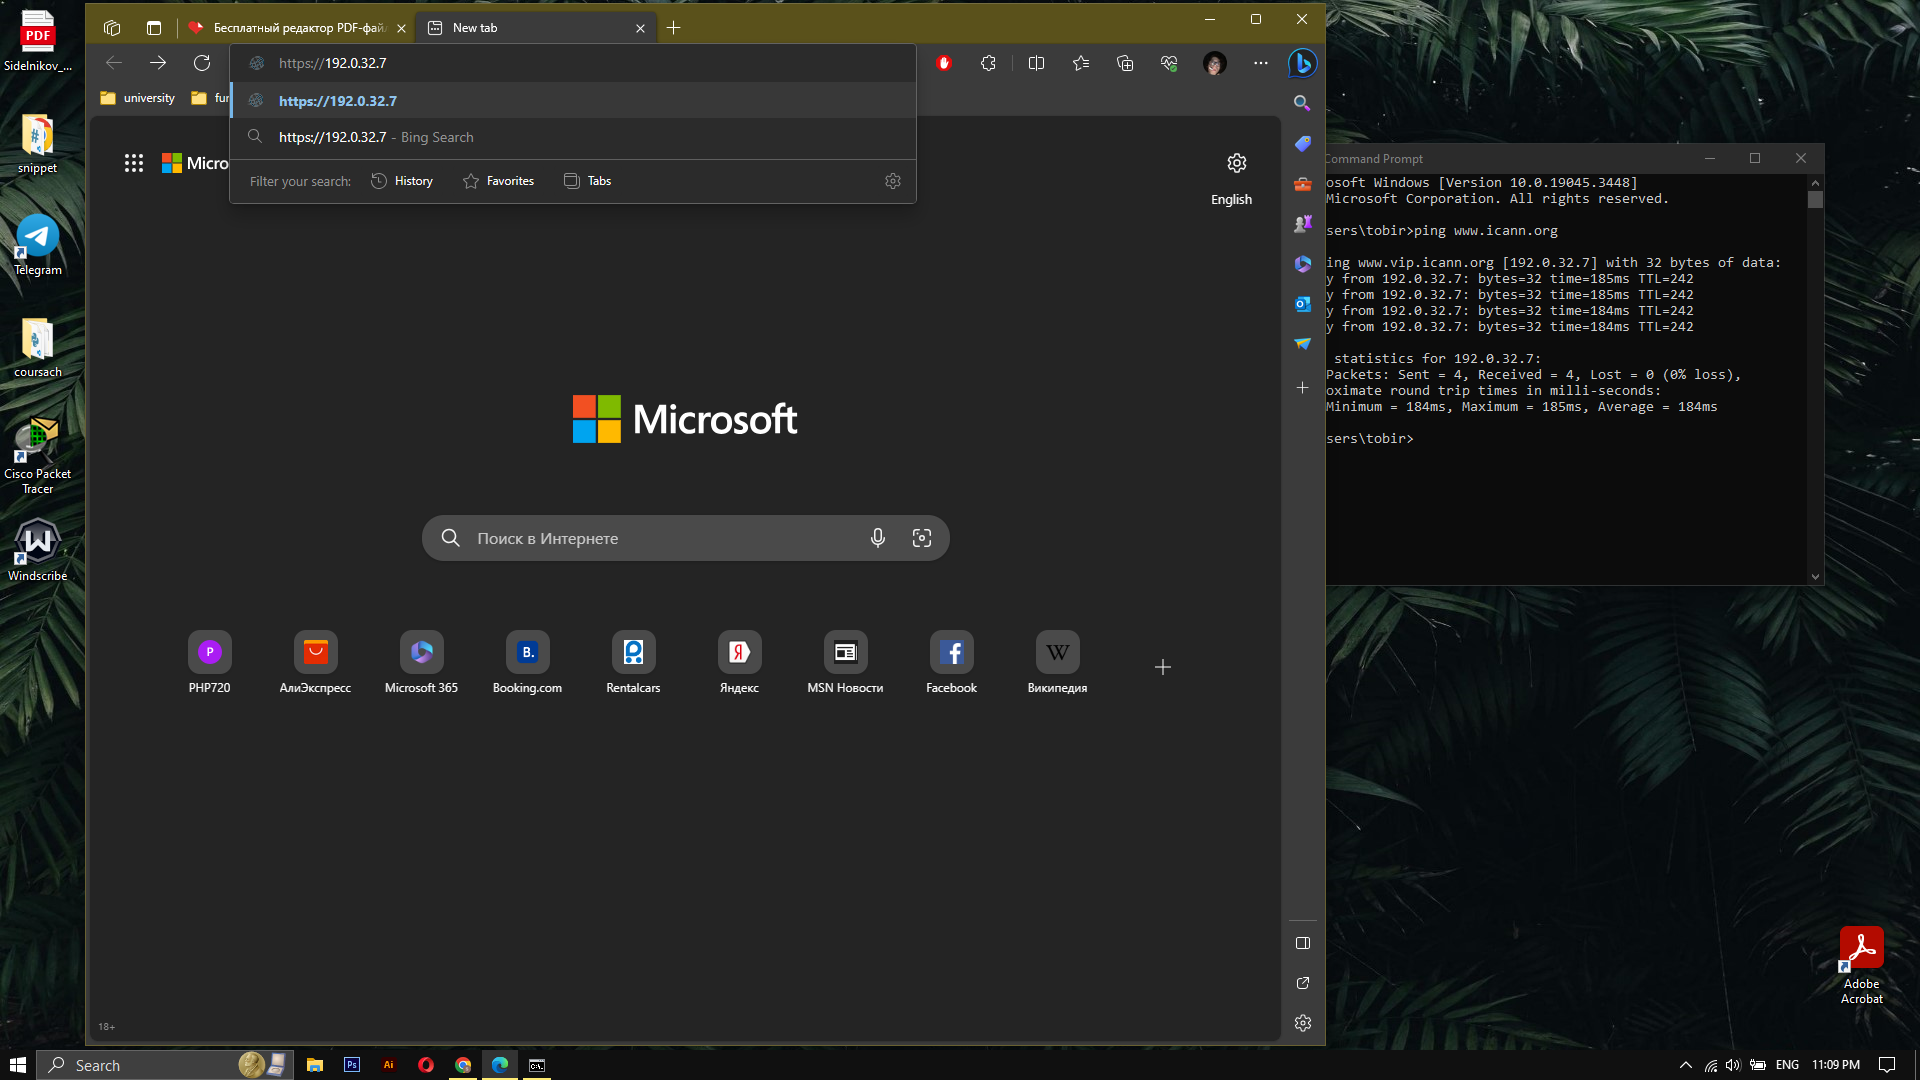 Sidelnikov_...
snippet
Telegram
coursach
Cisco Packet
Tracer
Windscribe
Бесплатный редактор PDF-файл
New tab
https://192.0.32.7
https://192.0.32.7
https://192.0.32.7 - Bing Search
Filter your search:
History
Favorites
Tabs
university
fur
Micro
English
Microsoft
Поиск в Интернете
PHP720
АлиЭкспресс
Microsoft 365
Booking.com
Rentalcars
Яндекс
MSN Новости
Facebook
Википедия
18+
Command Prompt
osoft Windows [Version 10.0.19045.3448]
Microsoft Corporation. All rights reserved.
sers\tobir>ping www.icann.org
ing www.vip.icann.org [192.0.32.7] with 32 bytes of data:
y from 192.0.32.7: bytes=32 time=185ms TTL=242
y from 192.0.32.7: bytes=32 time=185ms TTL=242
y from 192.0.32.7: bytes=32 time=184ms TTL=242
y from 192.0.32.7: bytes=32 time=184ms TTL=242
statistics for 192.0.32.7:
Packets: Sent = 4, Received = 4, Lost = 0 (0% loss),
oximate round trip times in milli-seconds:
Minimum = 184ms, Maximum = 185ms, Average = 184ms
sers\tobir>
Adobe
Acrobat
Search
ENG
11:09 PM